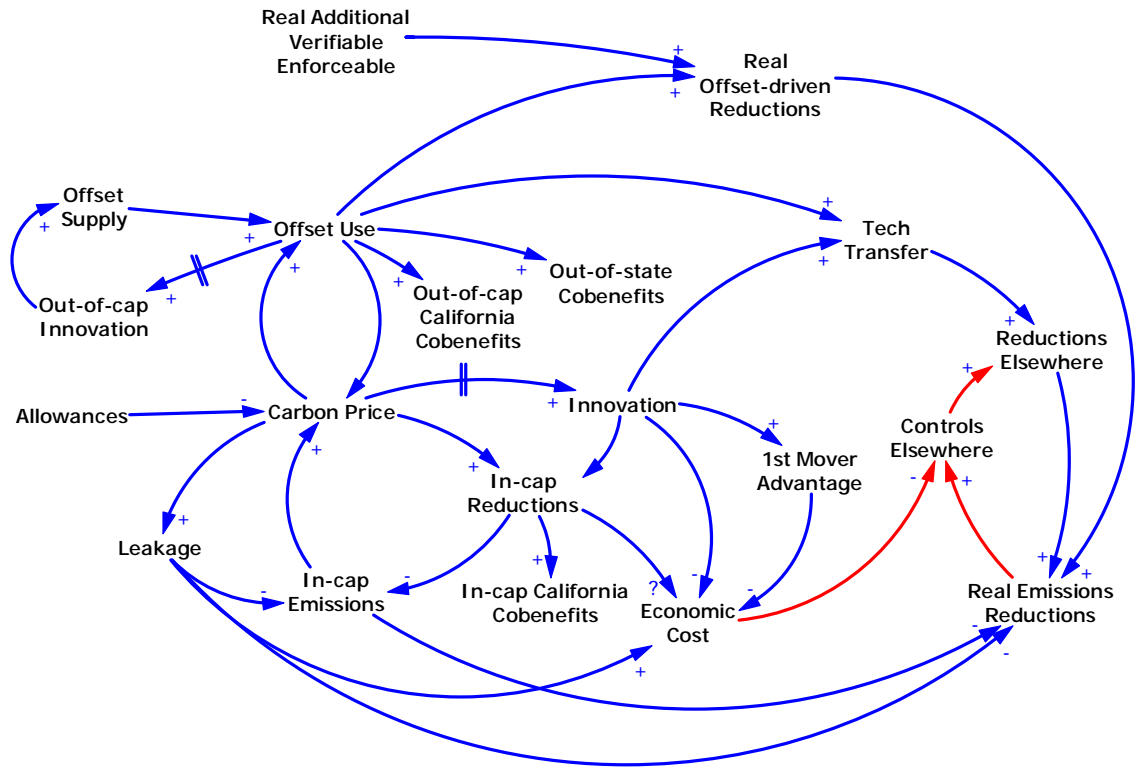 Real Additional
Verifiable
Enforceable
+
+
Real
Offset-driven
Reductions
Offset
Supply
+
Offset Use
+
+
+
Tech
Transfer
+
+
Out-of-state
Cobenefits
+
Out-of-cap
California
Cobenefits
+
Out-of-cap
Innovation
+
+
Reductions
Elsewhere
+
Allowances
-
Carbon Price
+
+
Innovation
+
Controls
Elsewhere
-
+
1st Mover
Advantage
+
In-cap
Reductions
+
Leakage
-
In-cap
Emissions
-
+
In-cap California
Cobenefits
?
-
-
Economic
Cost
+
+
+
Real Emissions
Reductions
-
-